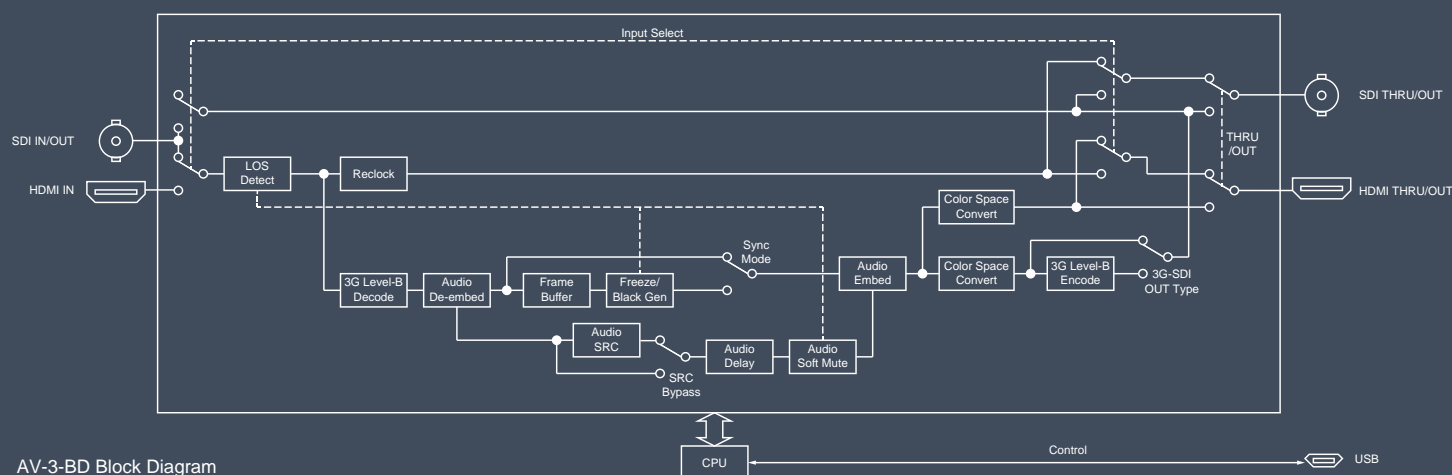 Input Select
SDI THRU/OUT
SDI IN/OUT
THRU
/OUT
LOS
Detect
Reclock
HDMI IN
HDMI THRU/OUT
Color Space
Convert
Sync
Mode
3G Level-B
Decode
Audio
De-embed
Frame
Buffer
Freeze/
Black Gen
Audio
Embed
Color Space
Convert
3G Level-B
Encode
3G-SDI
OUT Type
Audio
SRC
Audio
Delay
Audio
Soft Mute
SRC
Bypass
Control
CPU
USB
AV-3-BD Block Diagram